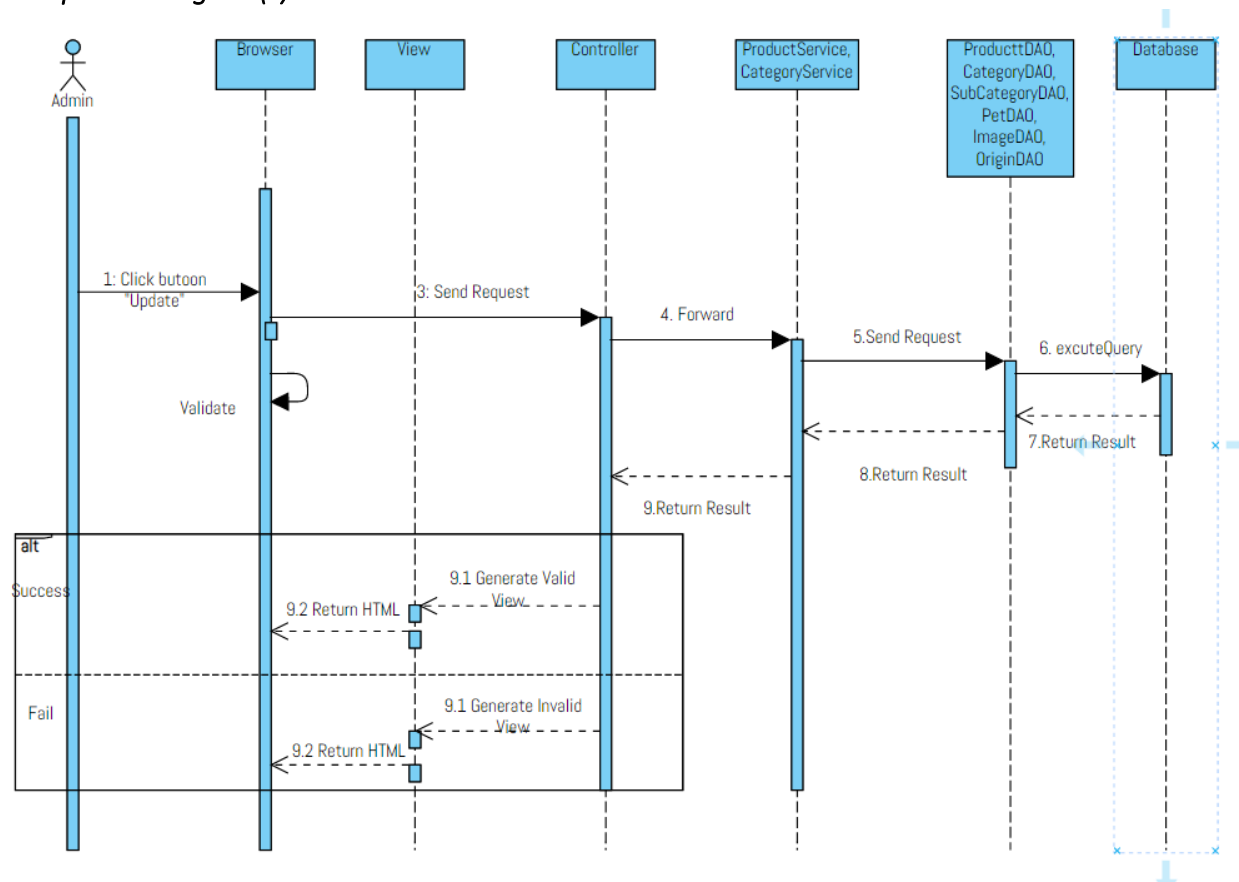 Admin
Browser
View
Controller
ProductService,
CategoryService
ProducttDAO,
CategoryDAO,
SubCategoryDAO,
PetDAO,
ImageDAO,
OriginDAO
Database
1: Click butoon
"Update"
3: Send Request
4. Forward
5.Send Request
6. excuteQuery
Validate
7.Return Result
8.Return Result
9.Return Result
alt
Success
9.1 Generate Valid
View
9.2 Return HTML
Fail
9.1 Generate Invalid
View
9.2 Return HTML